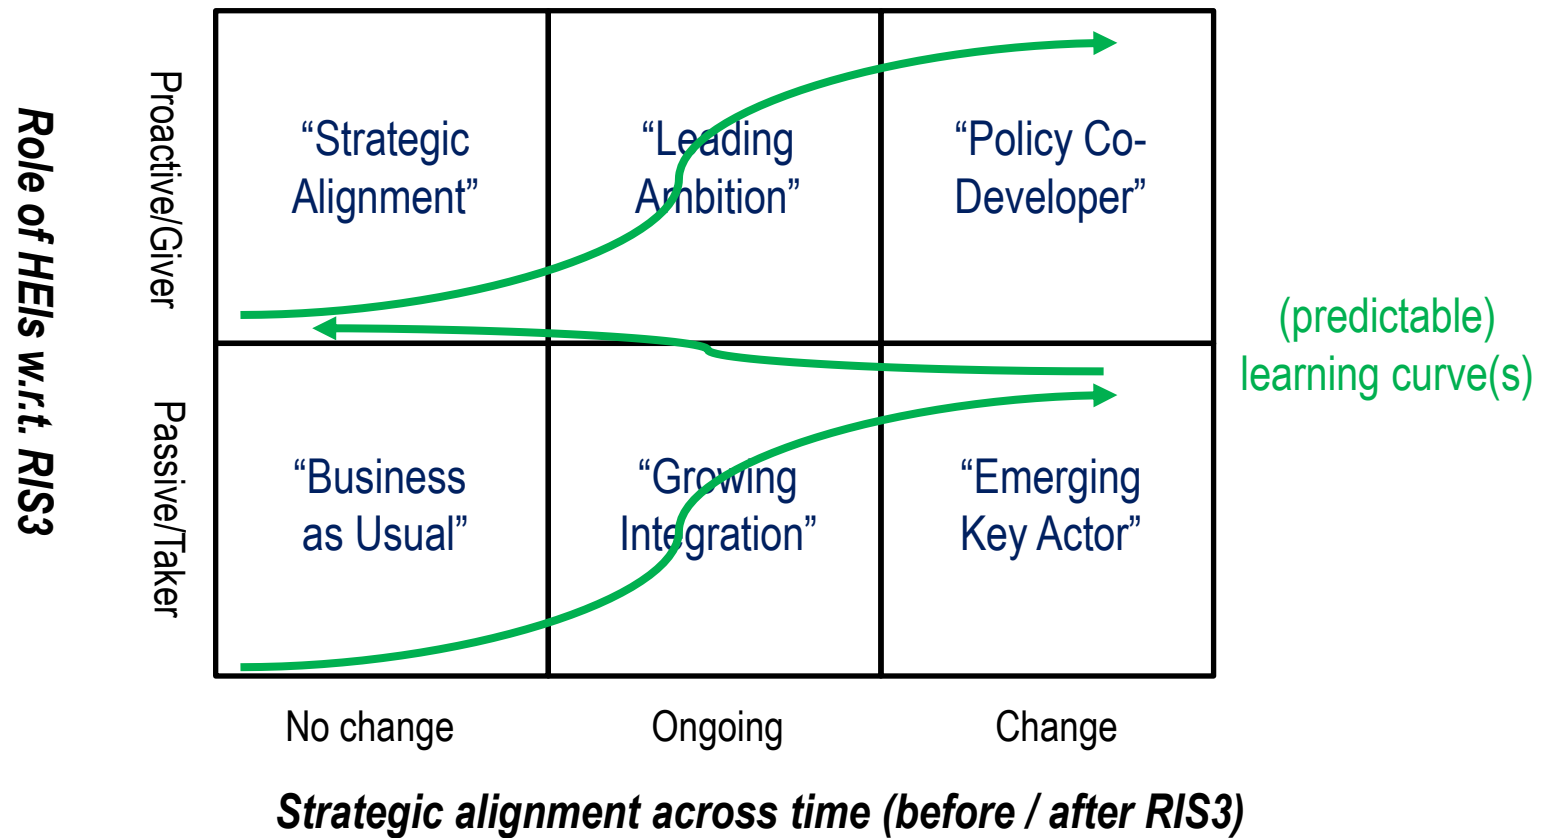 Role of HEIs w.r.t. RIS3
Proactive/Giver
Passive/Taker
“Strategic
Alignment”
“Leading
Ambition”
“Policy Co-
Developer”
“Business
as Usual”
“Growing
Integration”
“Emerging
Key Actor”
(predictable)
learning curve(s)
No change
Ongoing
Change
Strategic alignment across time (before / after RIS3)